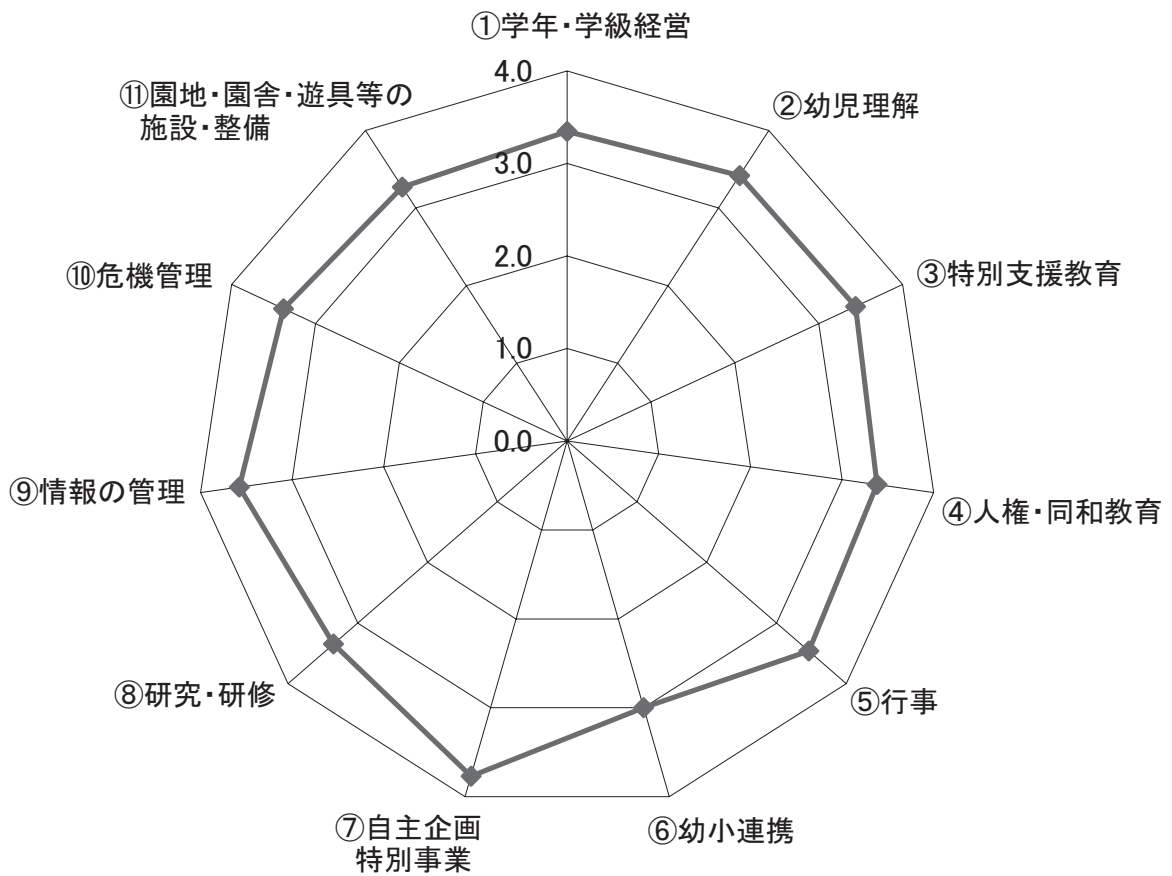 ①学年・学級経営
②幼児理解
③特別支援教育
④人権・同和教育
⑤行事
⑥幼小連携
⑦自主企画
特別事業
⑧研究・研修
⑨情報の管理
⑩危機管理
⑪園地・園舎・遊具等の
施設・整備
4.0
3.0
2.0
1.0
0.0